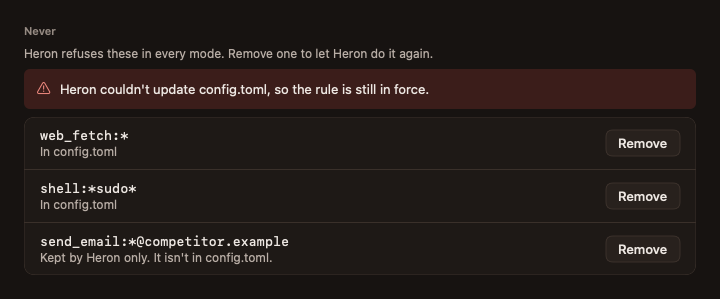 Never
Heron refuses these in every mode. Remove one to let Heron do it again.
Heron couldn't update config.toml, so the rule is still in force.
web_fetch:*
In config.toml
Remove
shell:*sudo*
In config.toml
Remove
send_email:*@competitor.example
Kept by Heron only. It isn't in config.toml.
Remove